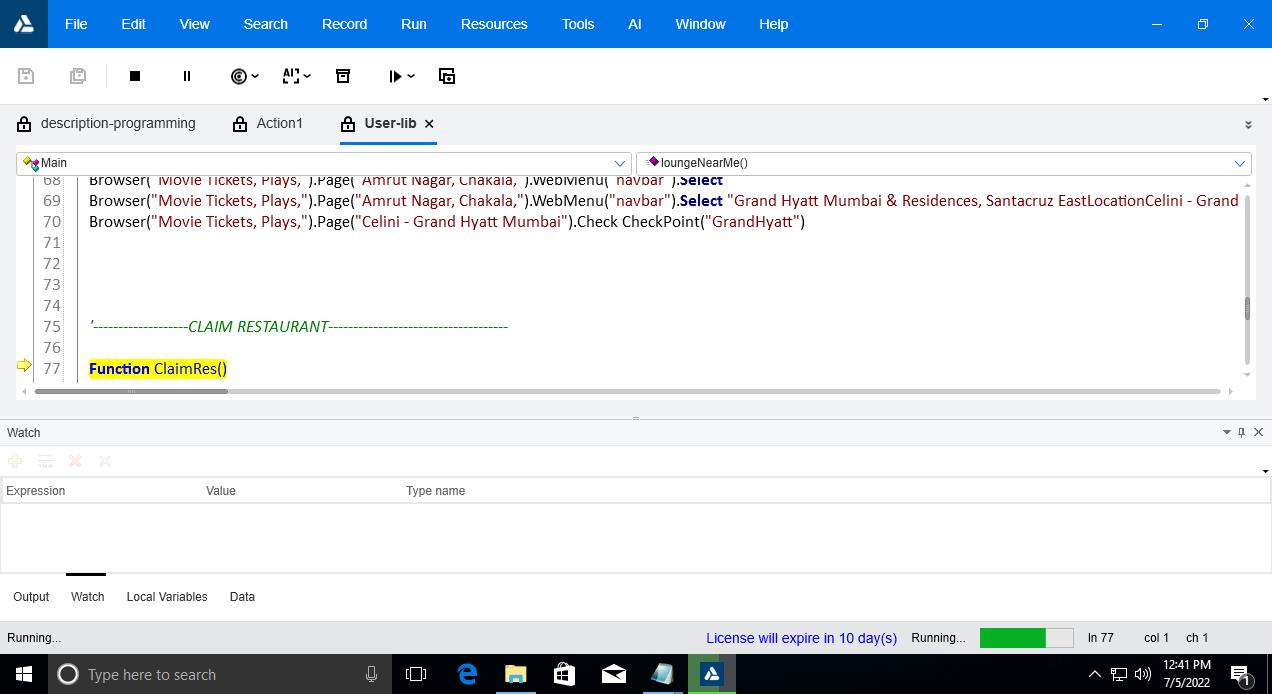 File Edit View Search Record Run Resources Tools AI Window Help
description-programming Action1 User-lib
Main loungeNearMe()
68 Browser("Movie Tickets, Plays,").Page("Amrut Nagar, Chakala,").WebMenu("navbar").Select
69 Browser("Movie Tickets, Plays,").Page("Amrut Nagar, Chakala,").WebMenu("navbar").Select "Grand Hyatt Mumbai & Residences, Santacruz EastLocationCelini - Grand
70 Browser("Movie Tickets, Plays,").Page("Celini - Grand Hyatt Mumbai").Check CheckPoint("GrandHyatt")
71
72
73
74
75 '-------------------CLAIM RESTAURANT------------------------------------
76
77 Function ClaimRes()
Watch
Expression Value Type name
Output Watch Local Variables Data
Running... License will expire in 10 day(s) Running... ln 77 col 1 ch 1
Type here to search
12:41 PM
7/5/2022
1